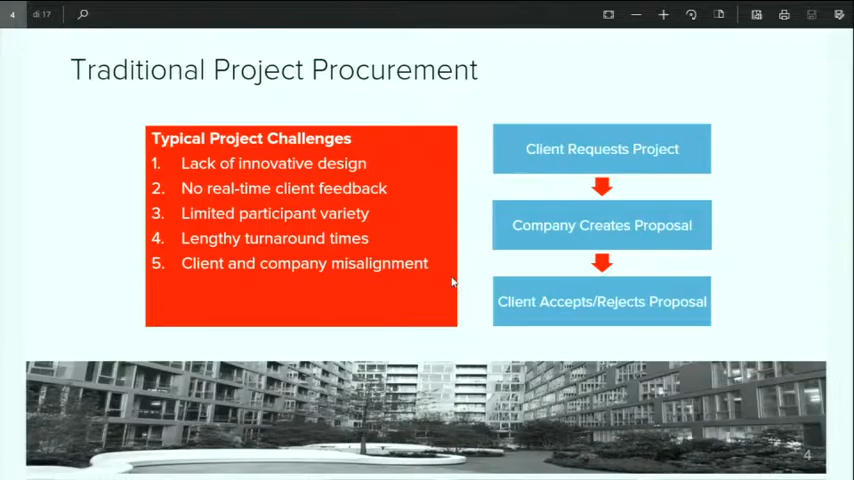 4 di 17
Traditional Project Procurement
Typical Project Challenges
1. Lack of innovative design
2. No real-time client feedback
3. Limited participant variety
4. Lengthy turnaround times
5. Client and company misalignment
Client Requests Project
Company Creates Proposal
Client Accepts/Rejects Proposal
4